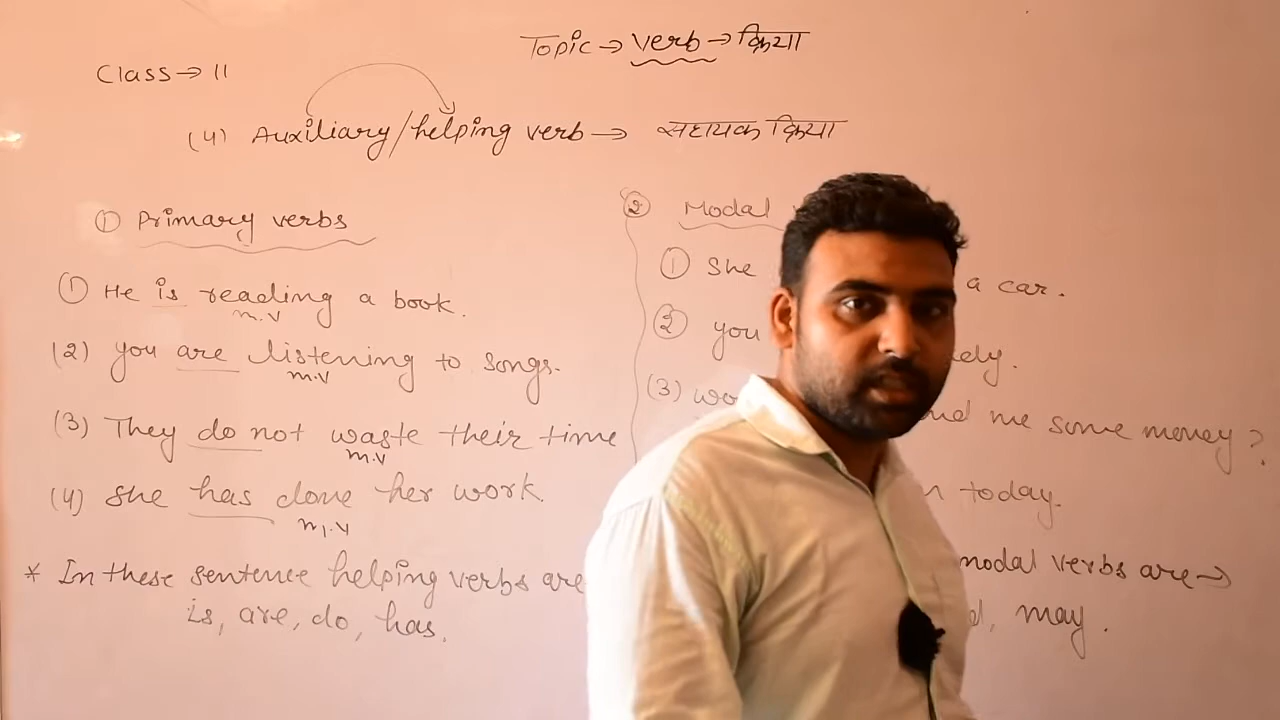 Topic → verb → क्रिया
Class → 11
(4) Auxiliary/helping verb → सहायक क्रिया
① Primary verbs
① He is reading a book.
m.v
(2) you are listening to songs.
m.v
(3) They do not waste their time
m.v
(4) she has done her work.
m.v
* In these sentence helping verbs are
is, are, do, has.
② Modal
① She a car.
② you
(3) me some money?
today.
modal verbs are →
may.